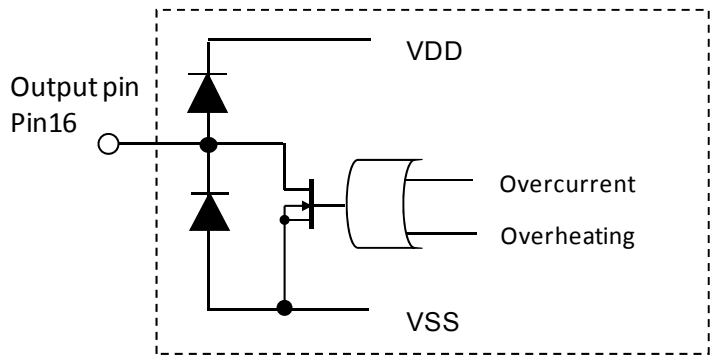 VDD
Output pin
Pin16
Overcurrent
Overheating
VSS